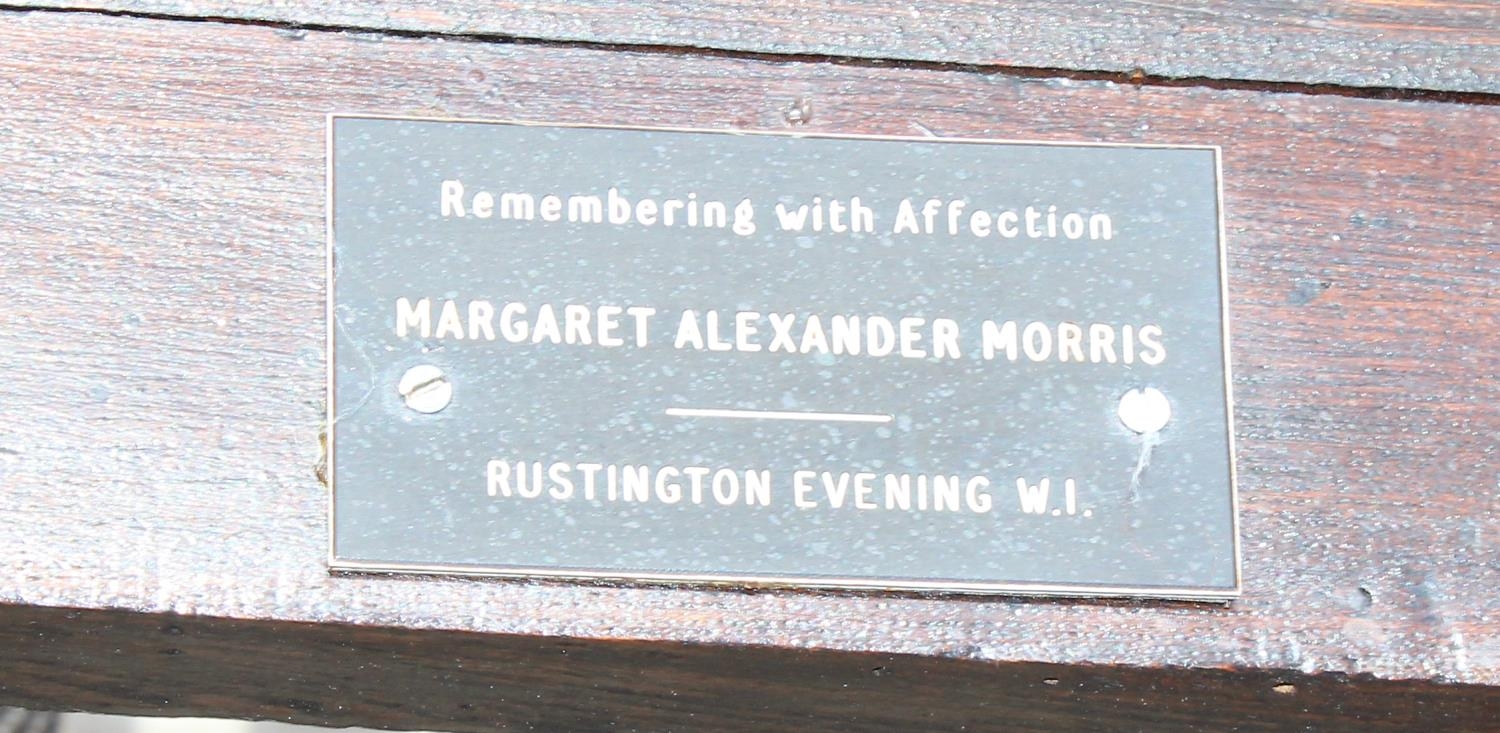 Remembering with Affection
MARGARET ALEXANDER MORRIS
RUSTINGTON EVENING W.I.